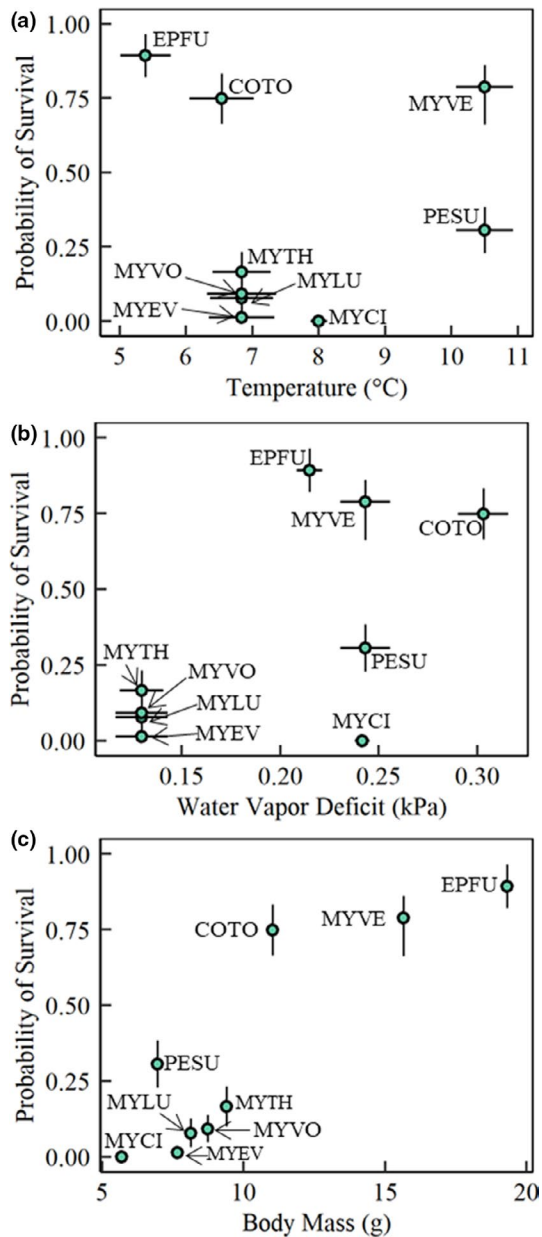 (a)
1.00
EPFU
COTO
0.75
MYVE
0.50
PESU
MYTH
0.25
MYVO
MYLU
MYEV
0.00
MYCI
Probability of Survival
5 6 7 8 9 10 11
Temperature (°C)
(b)
1.00
EPFU
0.75
MYVE
COTO
0.50
MYTH
PESU
0.25
MYVO
MYLU
MYCI
MYEV
0.00
Probability of Survival
0.15 0.20 0.25 0.30
Water Vapor Deficit (kPa)
(c)
1.00
EPFU
MYVE
COTO
0.75
0.50
PESU
0.25
MYLU
MYTH
MYVO
MYCI
MYEV
0.00
Probability of Survival
5 10 15 20
Body Mass (g)